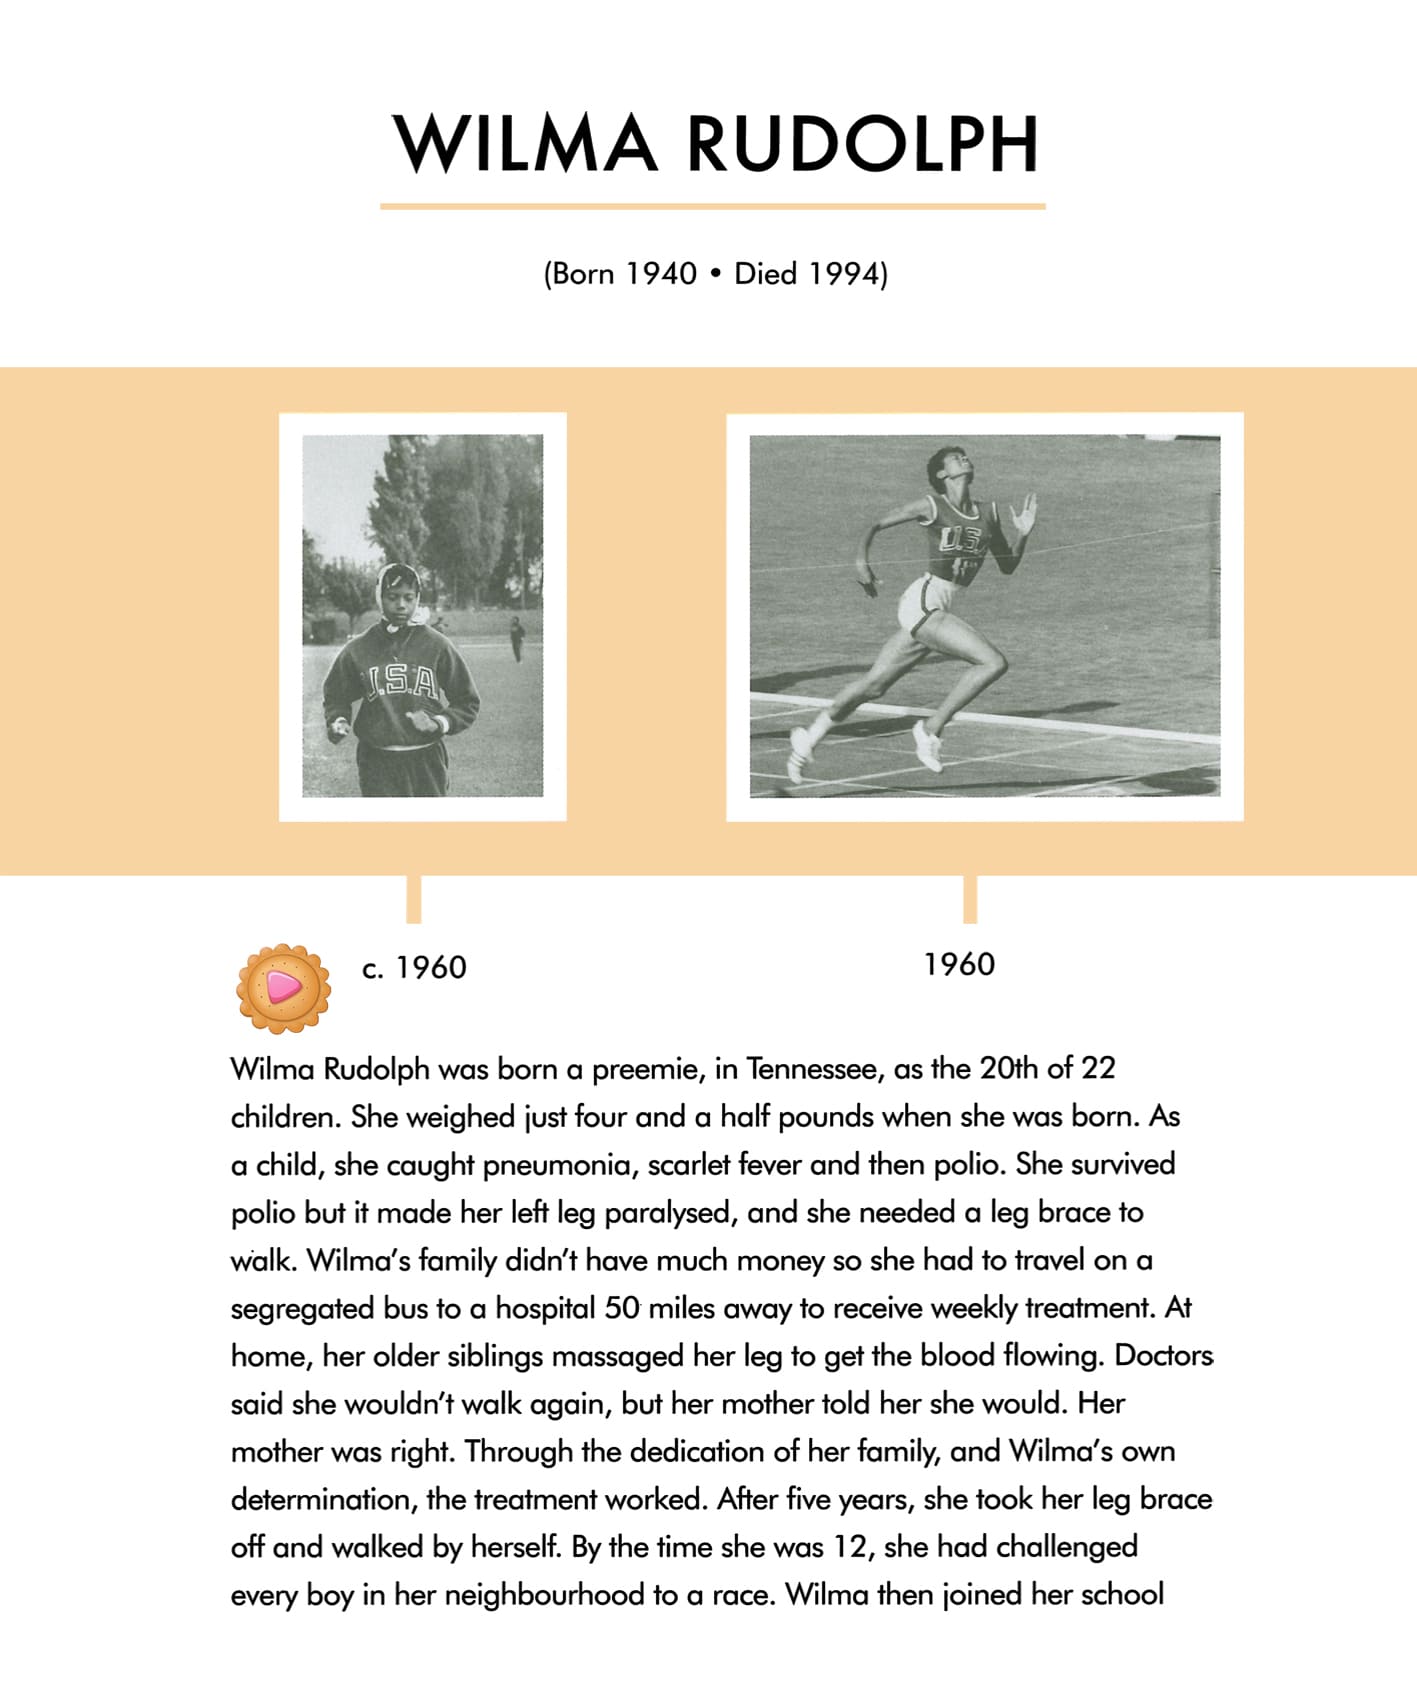 WILMA RUDOLPH
(Born 1940 • Died 1994)
U.S.A
U.S.
c. 1960
1960
Wilma Rudolph was born a preemie, in Tennessee, as the 20th of 22
children. She weighed just four and a half pounds when she was born. As
a child, she caught pneumonia, scarlet fever and then polio. She survived
polio but it made her left leg paralysed, and she needed a leg brace to
walk. Wilma’s family didn’t have much money so she had to travel on a
segregated bus to a hospital 50 miles away to receive weekly treatment. At
home, her older siblings massaged her leg to get the blood flowing. Doctors
said she wouldn’t walk again, but her mother told her she would. Her
mother was right. Through the dedication of her family, and Wilma’s own
determination, the treatment worked. After five years, she took her leg brace
off and walked by herself. By the time she was 12, she had challenged
every boy in her neighbourhood to a race. Wilma then joined her school